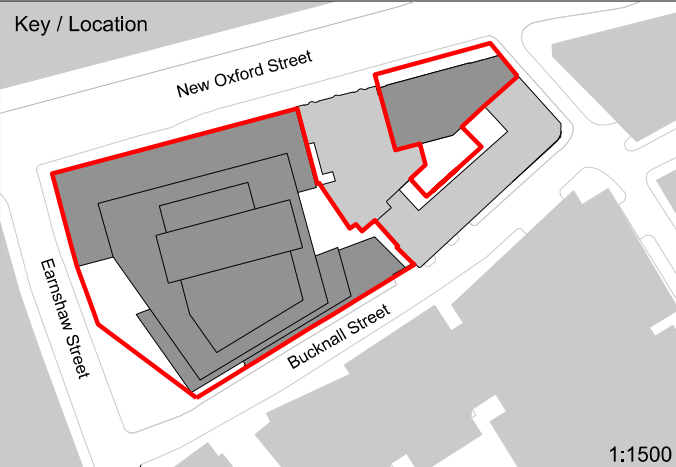 Key / Location
New Oxford Street
Earnshaw Street
Bucknall Street
1:1500